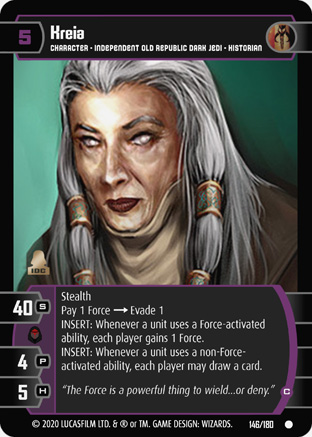 5
Kreia
CHARACTER - INDEPENDENT OLD REPUBLIC DARK JEDI - HISTORIAN
IDC
40 S
4 P
5 H
Stealth
Pay 1 Force → Evade 1
INSERT: Whenever a unit uses a Force-activated
ability, each player gains 1 Force.
INSERT: Whenever a unit uses a non-Force-
activated ability, each player may draw a card.
"The Force is a powerful thing to wield...or deny."
C
© 2020 LUCASFILM LTD. & ® or TM. GAME DESIGN: WIZARDS.
146/180